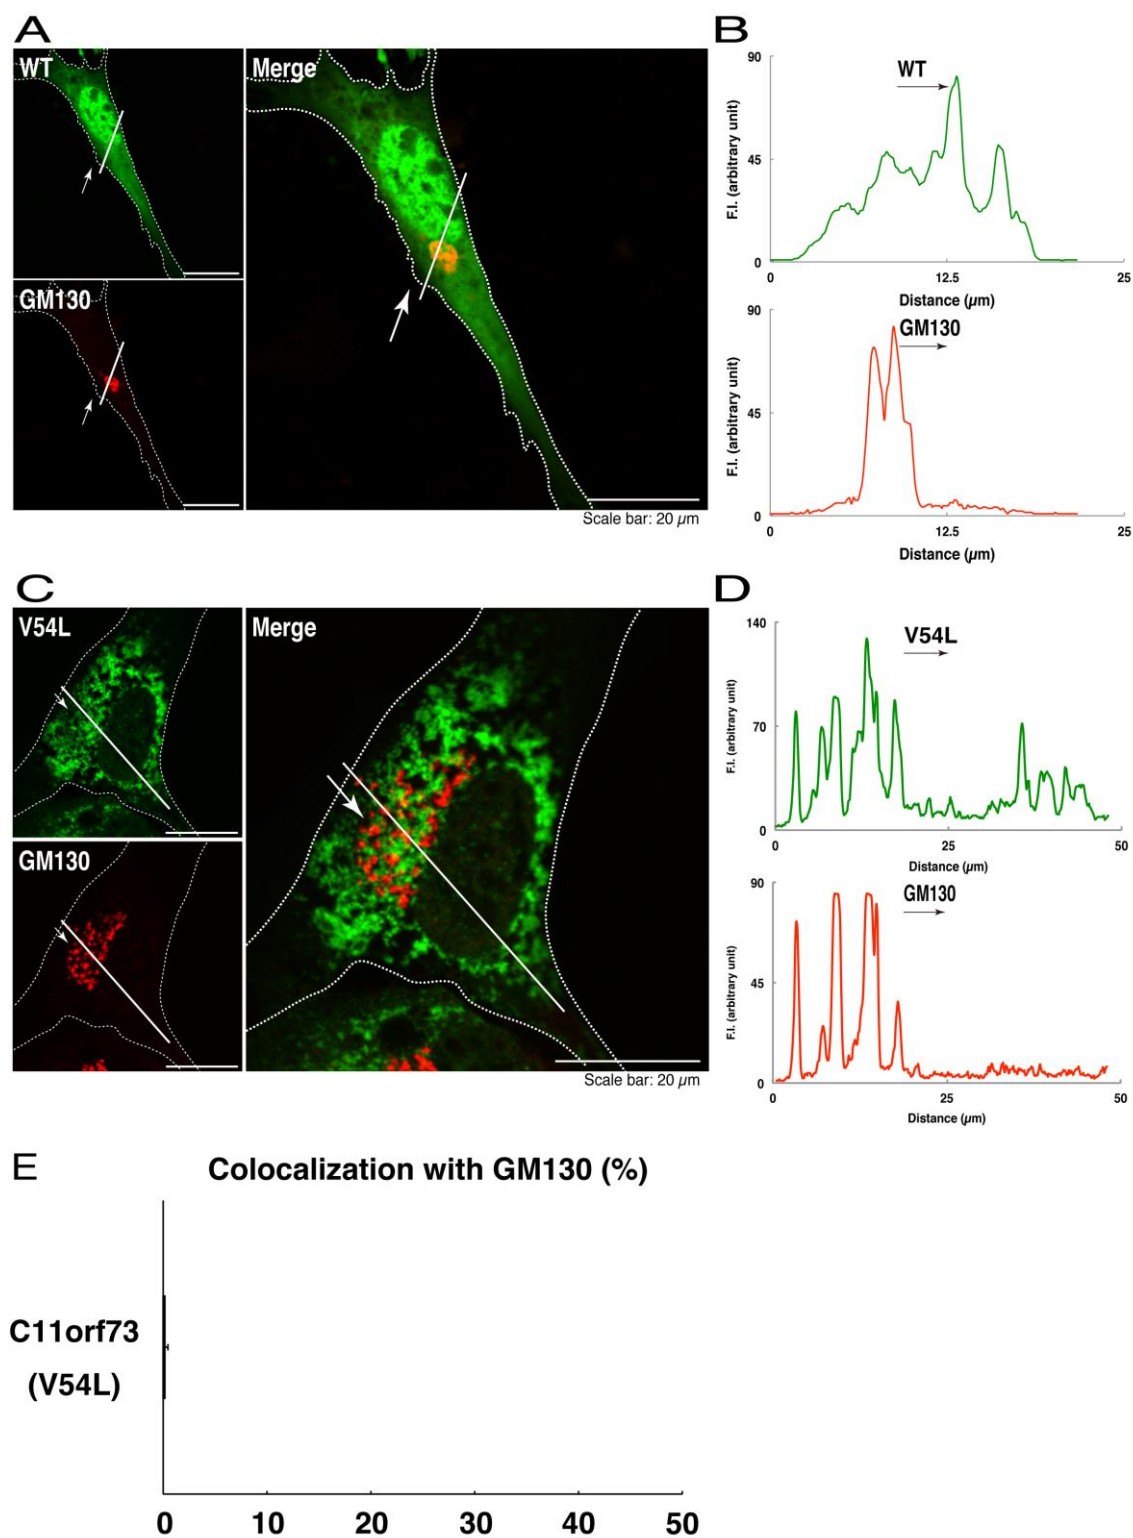 A
WT
GM130
Merge
Scale bar: 20 µm
B
90
45
0
F.I. (arbitrary unit)
WT
0
12.5
25
Distance (µm)
90
45
0
F.I. (arbitrary unit)
GM130
0
12.5
25
Distance (µm)
C
V54L
GM130
Merge
Scale bar: 20 µm
D
140
70
0
F.I. (arbitrary unit)
V54L
0
25
50
Distance (µm)
90
45
0
F.I. (arbitrary unit)
GM130
0
25
50
Distance (µm)
E
Colocalization with GM130 (%)
C11orf73
(V54L)
0 10 20 30 40 50